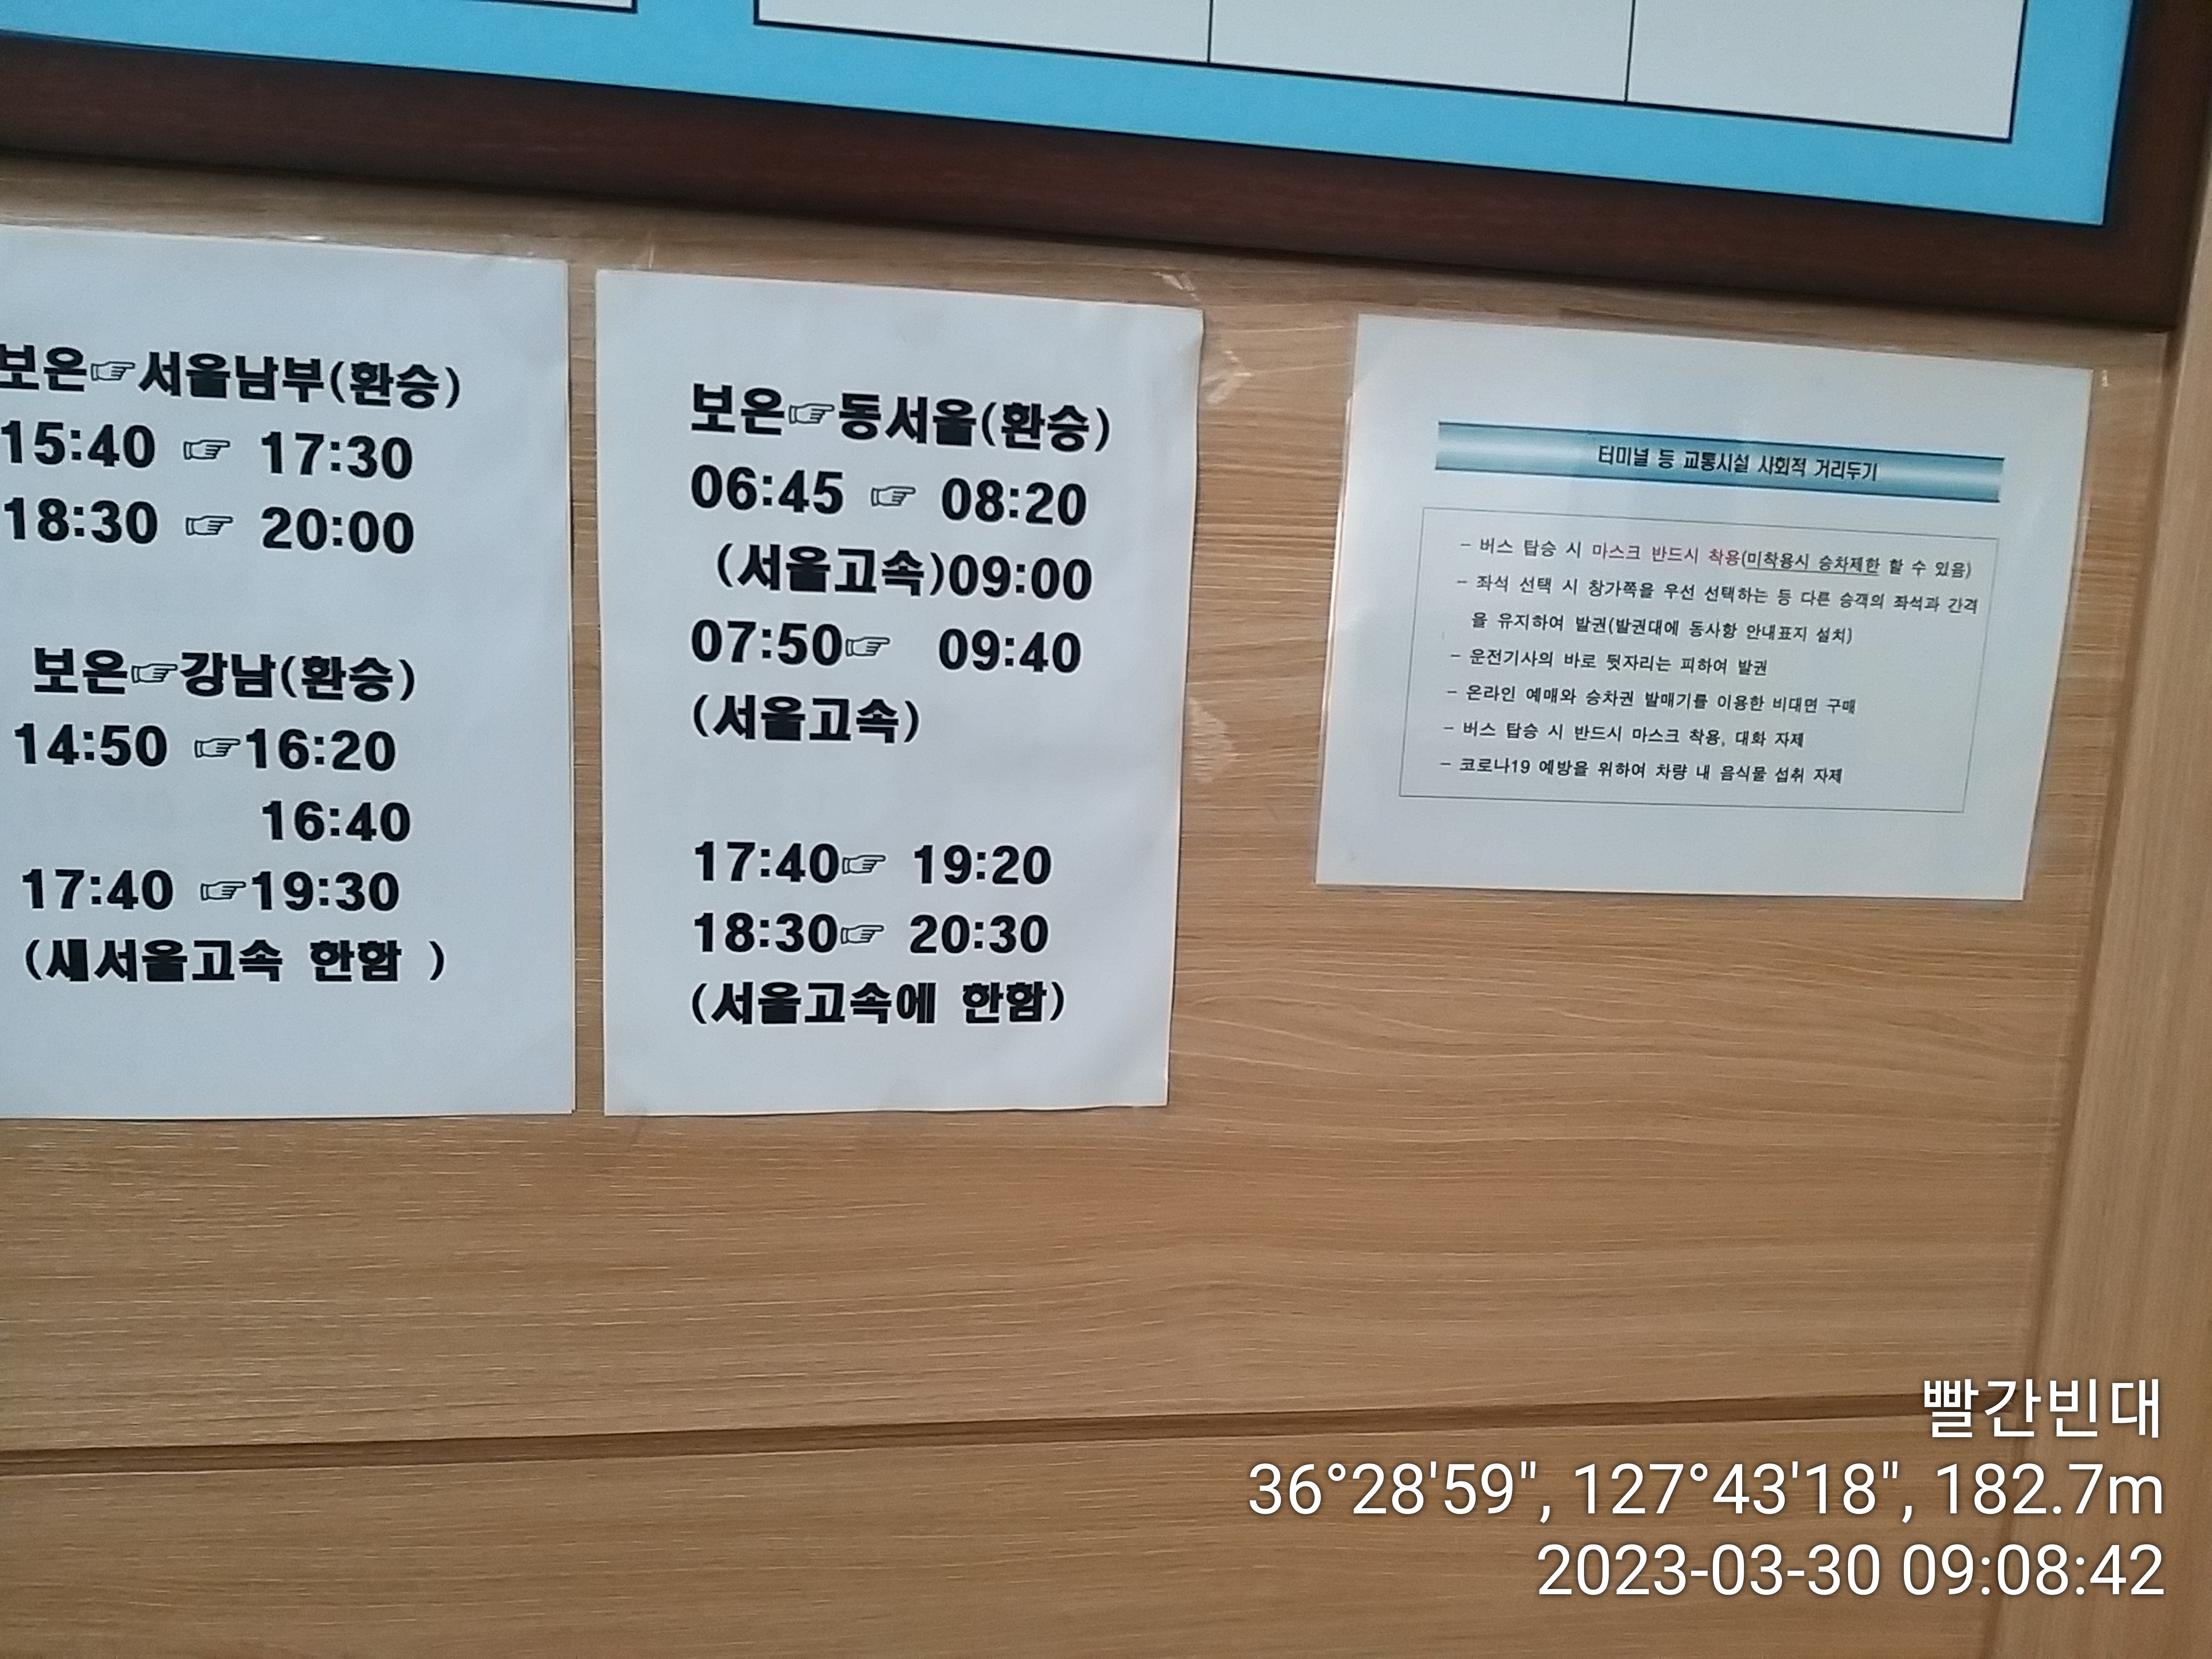 보은☞서울남부(환승)
15:40 ☞ 17:30
18:30 ☞ 20:00
보은☞강남(환승)
14:50 ☞16:20
16:40
17:40 ☞19:30
(새서울고속 한함 )
보은☞동서울(환승)
06:45 ☞ 08:20
(서울고속)09:00
07:50☞ 09:40
(서울고속)
17:40☞ 19:20
18:30☞ 20:30
(서울고속에 한함)
터미널 등 교통시설 사회적 거리두기
- 버스 탑승 시 마스크 반드시 착용(미착용시 승차제한 할 수 있음)
- 좌석 선택 시 창가쪽을 우선 선택하는 등 다른 승객의 좌석과 간격
을 유지하여 발권(발권대에 동사항 안내표지 설치)
- 운전기사의 바로 뒷자리는 피하여 발권
- 온라인 예매와 승차권 발매기를 이용한 비대면 구매
- 버스 탑승 시 반드시 마스크 착용, 대화 자제
- 코로나19 예방을 위하여 차량 내 음식물 섭취 자제
빨간빈대
36°28'59", 127°43'18", 182.7m
2023-03-30 09:08:42